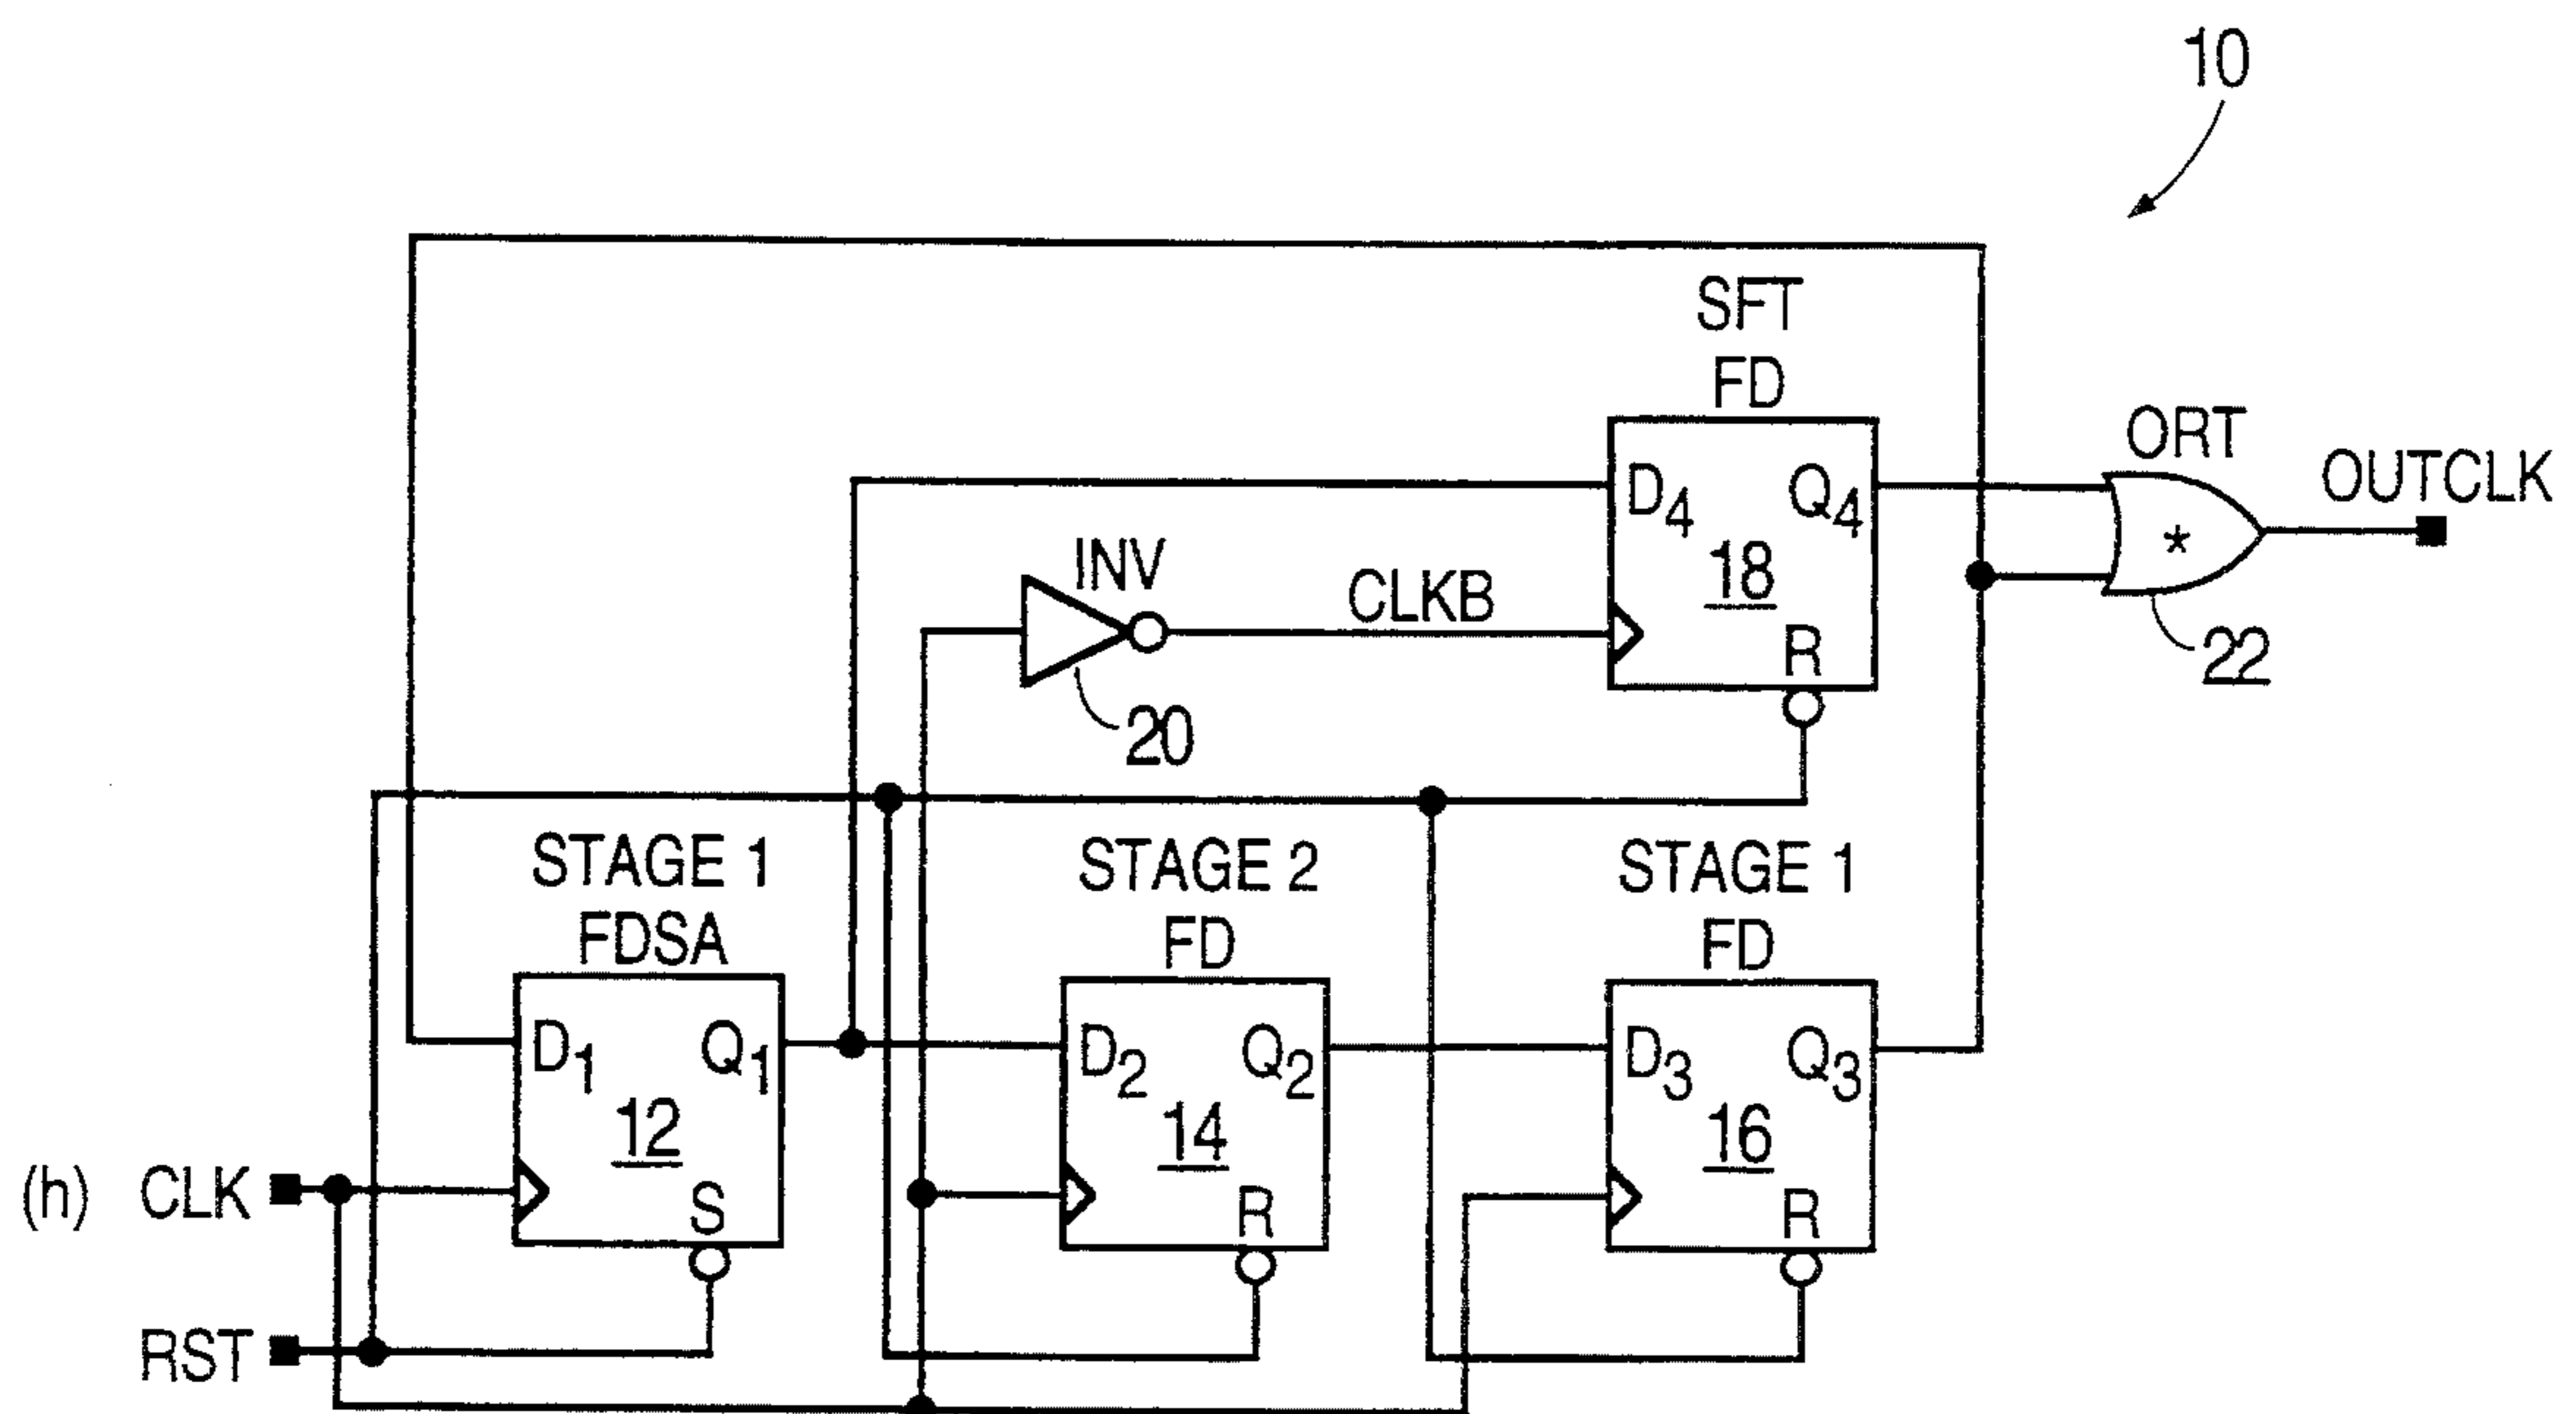 10
SFT
FD
ORT
OUTCLK
D4 Q4
*
INV
CLKB
18
R
20
22
STAGE 1
FDSA
STAGE 2
FD
STAGE 1
FD
D1 Q1
D2 Q2
D3 Q3
12
14
16
(h) CLK
S
R
R
RST